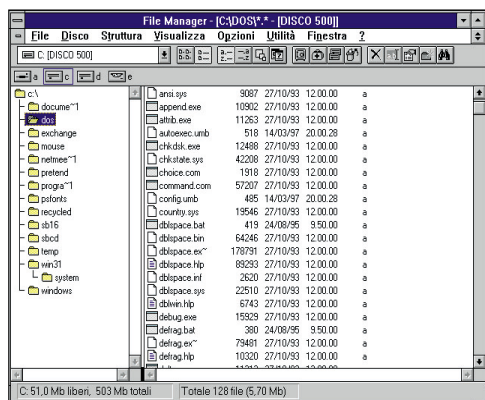 File Manager - [C:\DOS\*.* - [DISCO 500]]
File Disco Struttura Visualizza Opzioni Utilità Finestra ?
C: [DISCO 500]
a c d e
c:\
docume~1
dos
exchange
mouse
netmee~1
pretend
progra~1
psfonts
recycled
sb16
sbcd
temp
win31
system
windows
ansi.sys 9087 27/10/93 12.00.00 a
append.exe 10902 27/10/93 12.00.00 a
attrib.exe 11263 27/10/93 12.00.00 a
autoexec.umb 518 14/03/97 20.00.28 a
chkdsk.exe 12488 27/10/93 12.00.00 a
chkstate.sys 42208 27/10/93 12.00.00 a
choice.com 1918 27/10/93 12.00.00 a
command.com 57207 27/10/93 12.00.00 a
config.umb 485 14/03/97 20.00.28 a
country.sys 19546 27/10/93 12.00.00 a
dblspace.bat 419 24/08/95 9.50.00 a
dblspace.bin 64246 27/10/93 12.00.00 a
dblspace.ex~ 178791 27/10/93 12.00.00 a
dblspace.hlp 89293 27/10/93 12.00.00 a
dblspace.inf 2620 27/10/93 12.00.00 a
dblspace.sys 22510 27/10/93 12.00.00 a
dblwin.hlp 6743 27/10/93 12.00.00 a
debug.exe 15929 27/10/93 12.00.00 a
defrag.bat 380 24/08/95 9.50.00 a
defrag.ex~ 79481 27/10/93 12.00.00 a
defrag.hlp 10320 27/10/93 12.00.00 a
C: 51,0 Mb liberi, 503 Mb totali
Totale 128 file (5,70 Mb)